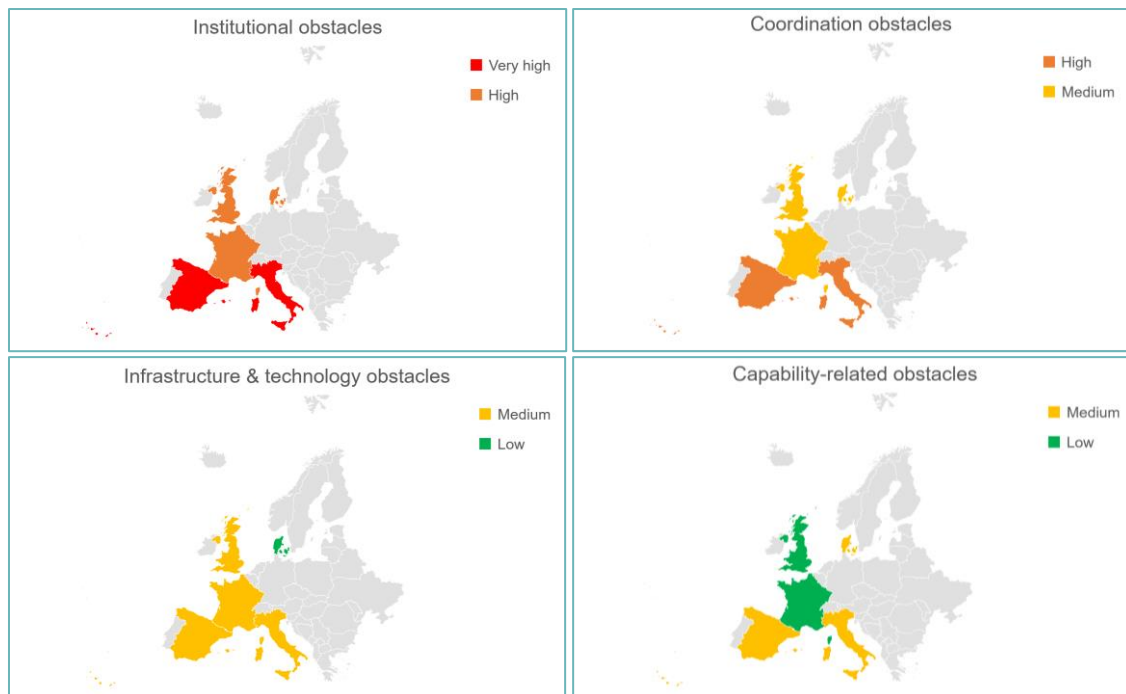 Institutional obstacles
Very high
High
Coordination obstacles
High
Medium
Infrastructure & technology obstacles
Medium
Low
Capability-related obstacles
Medium
Low